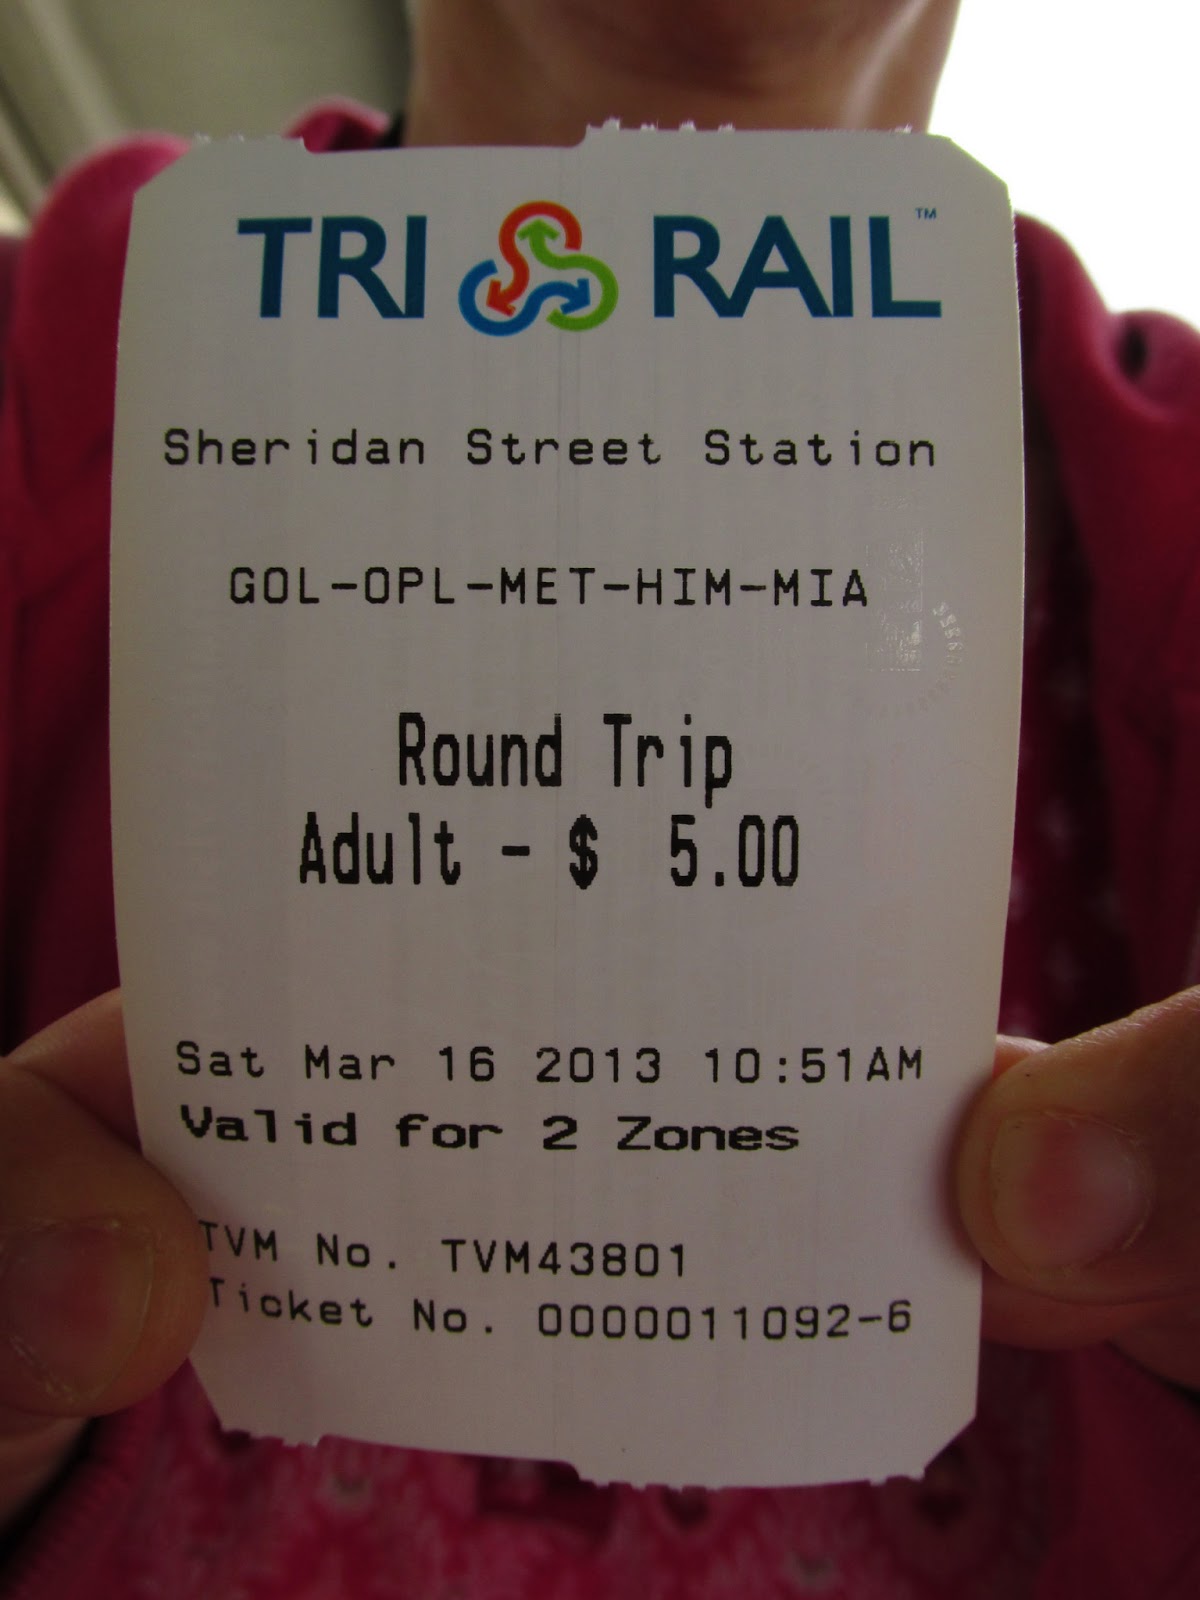 TRI RAIL™
Sheridan Street Station
GOL-OPL-MET-HIM-MIA
Round Trip
Adult - $ 5.00
Sat Mar 16 2013 10:51AM
Valid for 2 Zones
TVM No. TVM43801
Ticket No. 0000011092-6